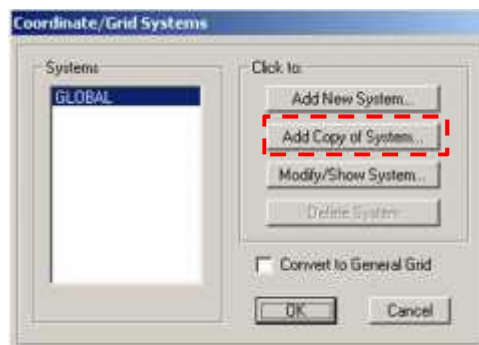 Coordinate/Grid Systems
Systems
GLOBAL
Click to:
Add New System...
Add Copy of System...
Modify/Show System...
Delete System
Convert to General Grid
OK
Cancel